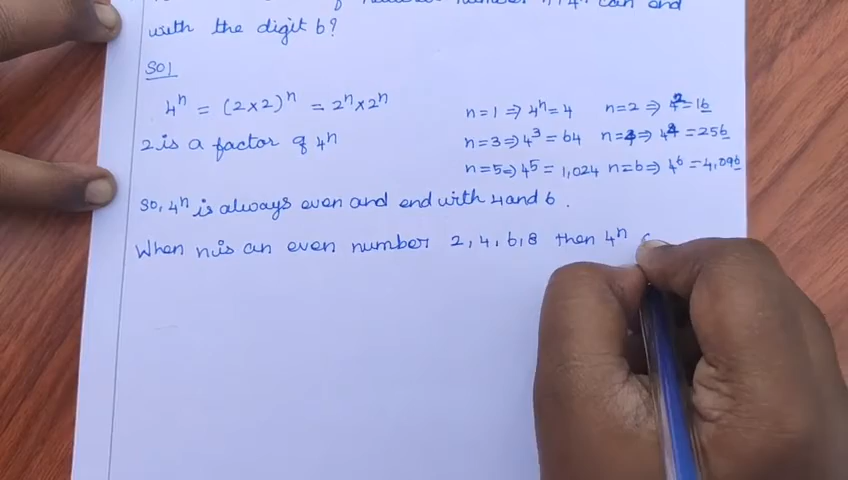 can end
with the digit 6?
Sol
4ⁿ = (2×2)ⁿ = 2ⁿ×2ⁿ
n=1 ⇒ 4ⁿ=4 n=2 ⇒ 4²=16
2 is a factor of 4ⁿ
n=3 ⇒ 4³ = 64 n=4 ⇒ 4⁴ = 256
n=5 ⇒ 4⁵ = 1,024 n=6 ⇒ 4⁶ = 4,096
So, 4ⁿ is always even and end with 4 and 6.
When n is an even number 2, 4, 6, 8 then 4ⁿ